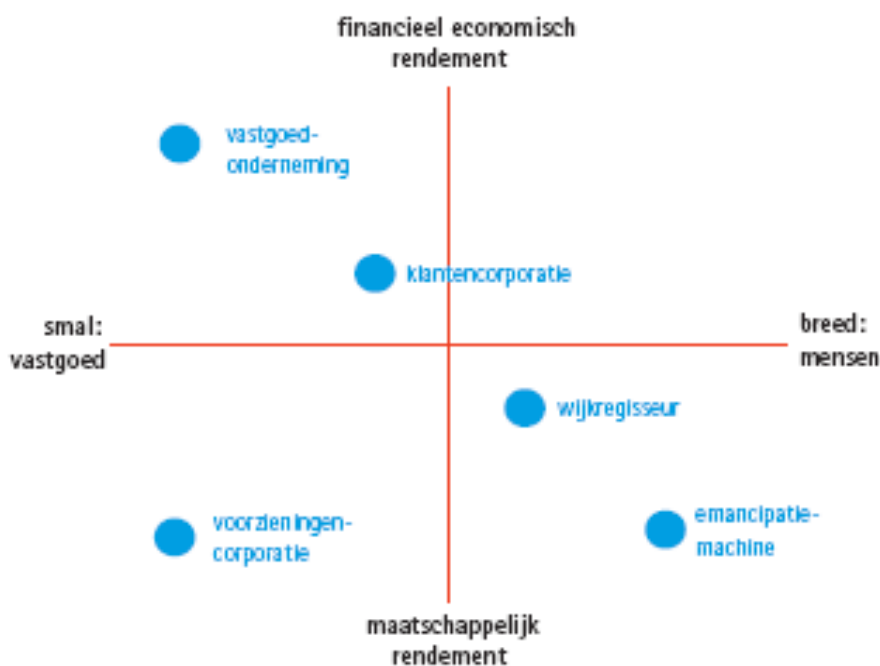 financieel economisch
rendement
vastgoed-
onderneming
klantencorporatie
smal:
vastgoed
breed:
mensen
wijkregisseur
voorzieningen-
corporatie
emancipatie-
machine
maatschappelijk
rendement